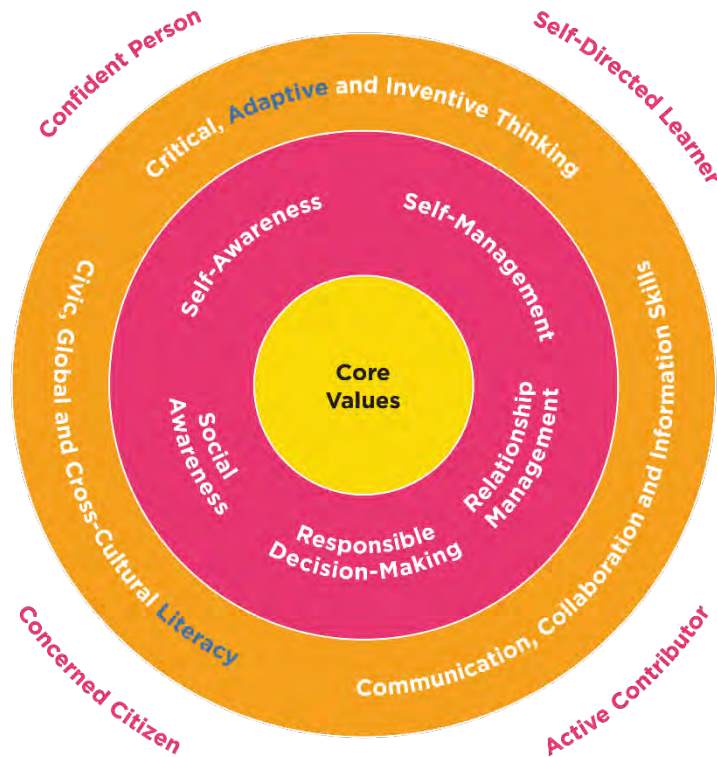 Confident Person
Self-Directed Learner
Critical, Adaptive and Inventive Thinking
Self-Awareness
Self-Management
Civic, Global and Cross-Cultural Literacy
Communication, Collaboration and Information Skills
Core
Values
Social
Awareness
Relationship
Management
Responsible
Decision-Making
Concerned Citizen
Active Contributor